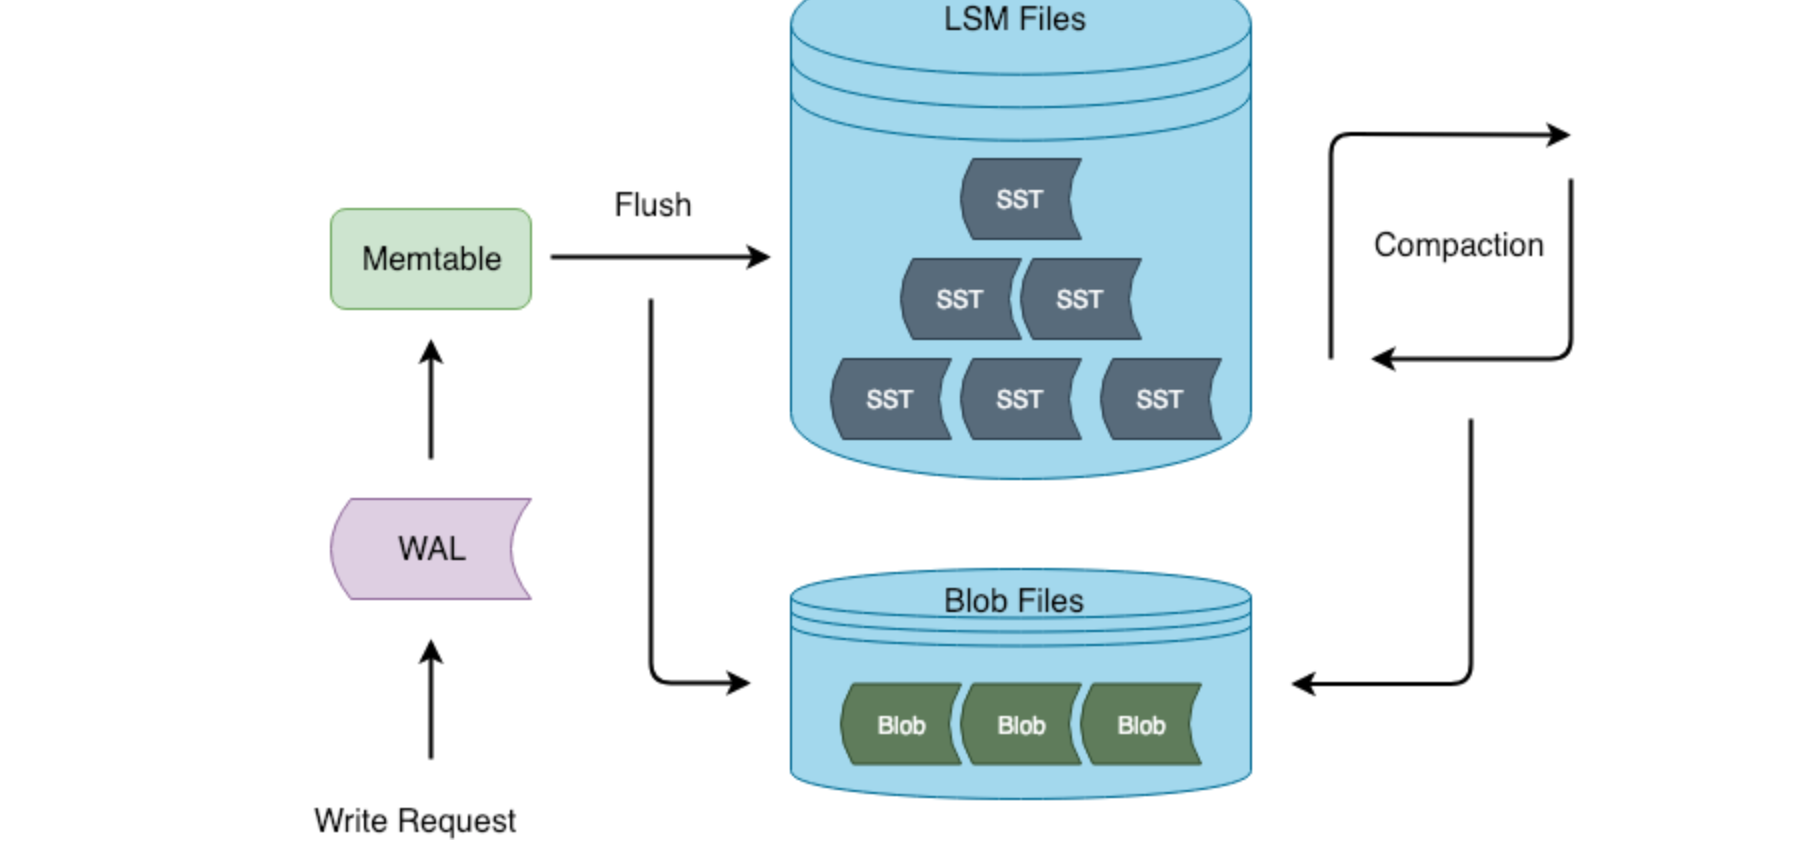 LSM Files
SST
Flush
Compaction
Memtable
SST
SST
SST
SST
SST
WAL
Blob Files
Blob
Blob
Blob
Write Request